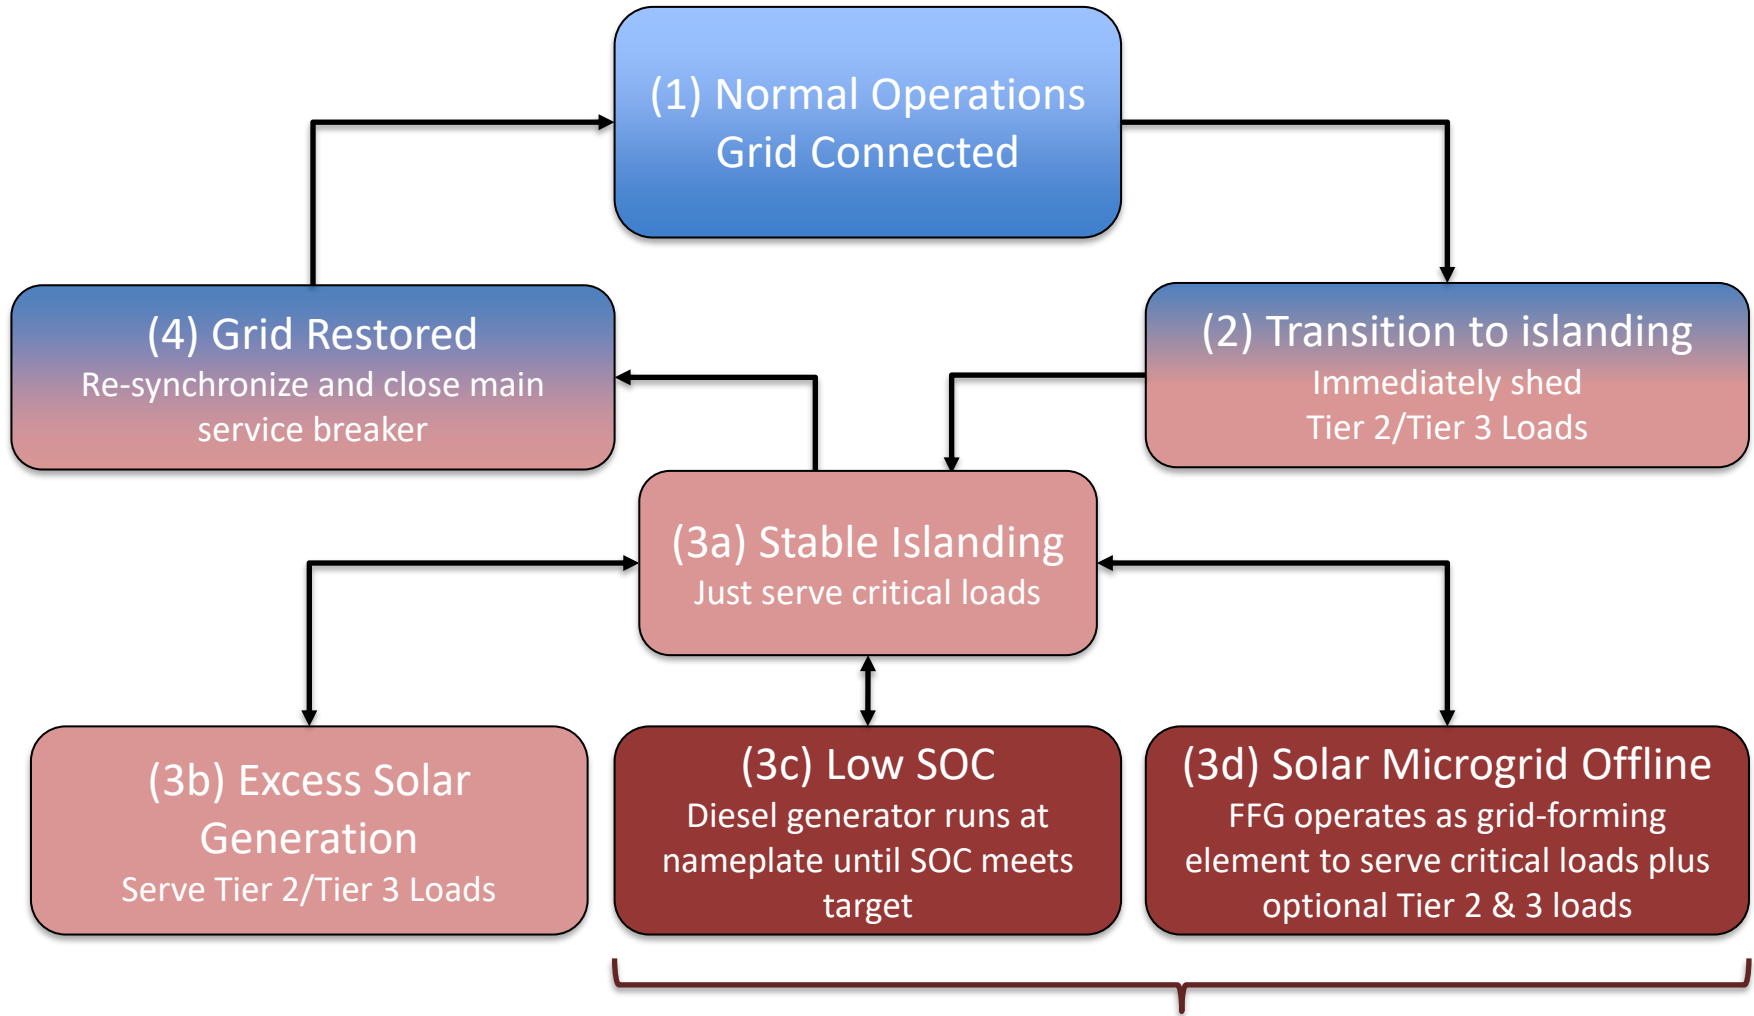 (1) Normal Operations
Grid Connected
(4) Grid Restored
Re-synchronize and close main
service breaker
(2) Transition to islanding
Immediately shed
Tier 2/Tier 3 Loads
(3a) Stable Islanding
Just serve critical loads
(3b) Excess Solar
Generation
Serve Tier 2/Tier 3 Loads
(3c) Low SOC
Diesel generator runs at
nameplate until SOC meets
target
(3d) Solar Microgrid Offline
FFG operates as grid-forming
element to serve critical loads plus
optional Tier 2 & 3 loads